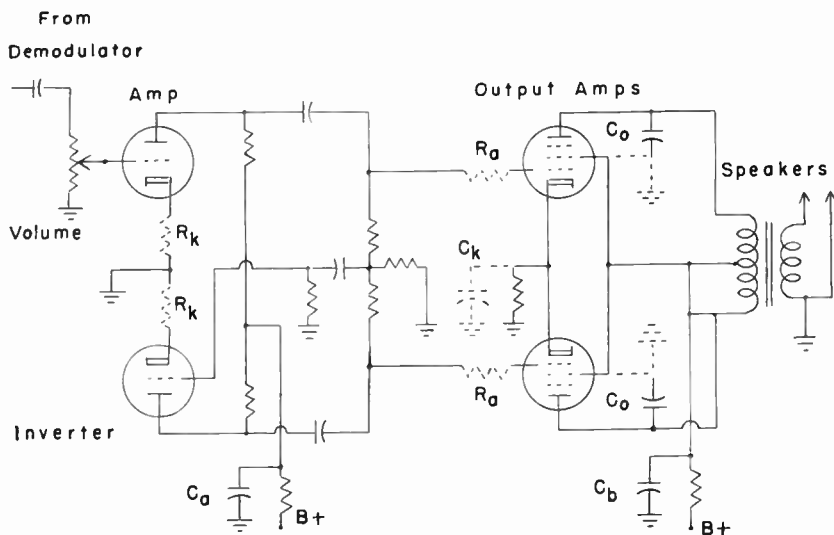 From
Demodulator
Amp
Output Amps
Co
Ra
Speakers
Volume
Rk
Ck
Rk
Ra
Co
Inverter
Ca
B+
Cb
B+